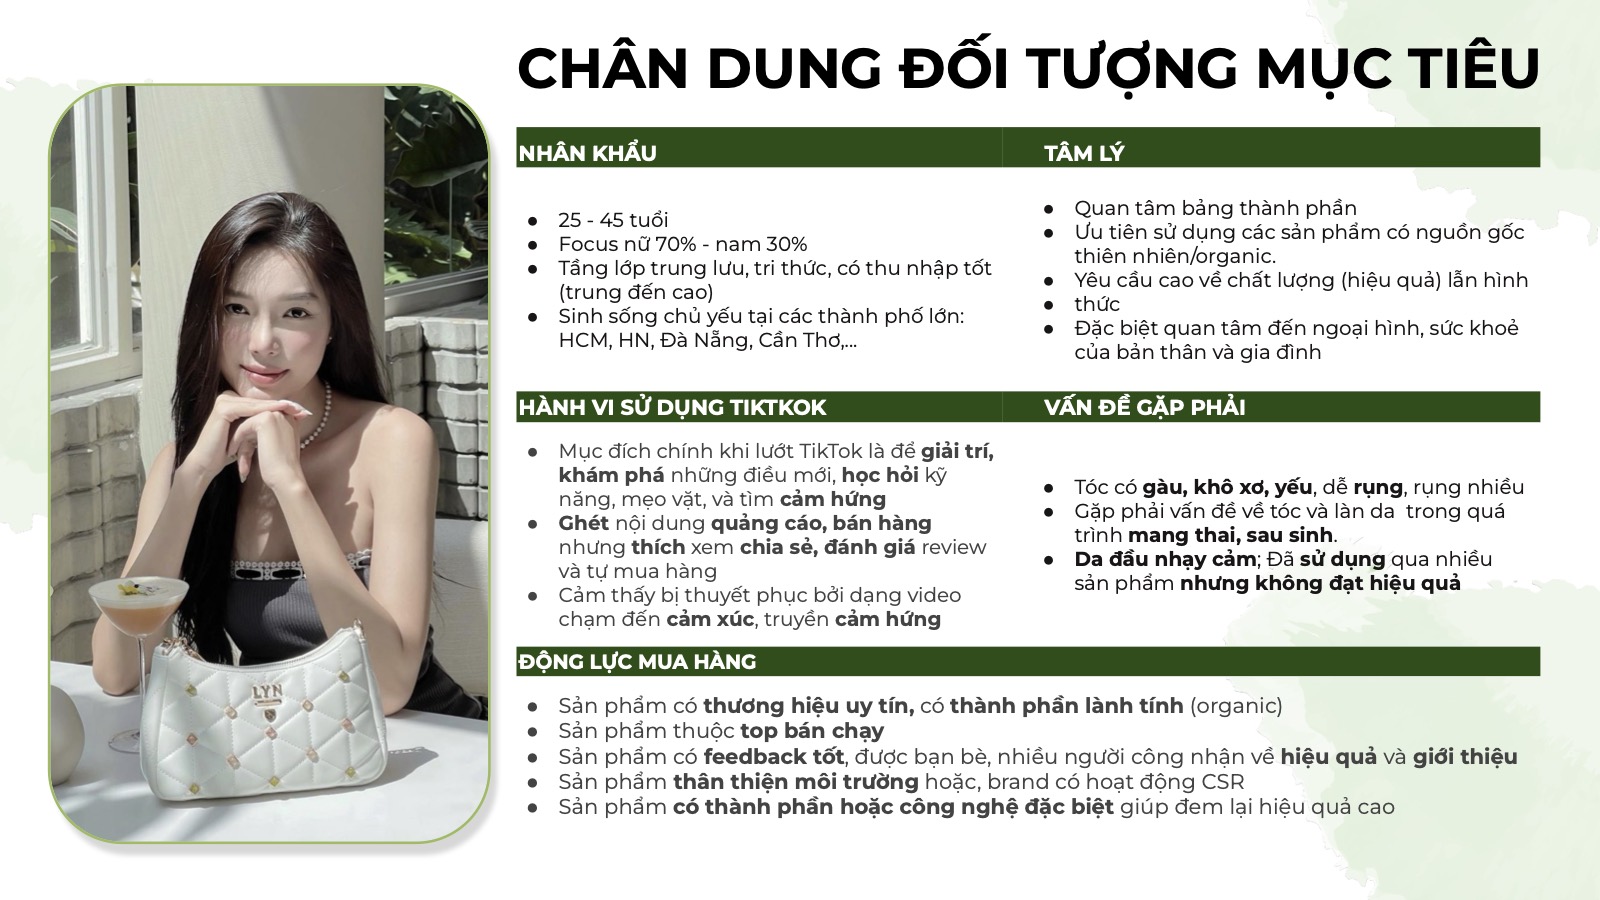 CHÂN DUNG ĐỐI TƯỢNG MỤC TIÊU
NHÂN KHẨU
● 25 - 45 tuổi
● Focus nữ 70% - nam 30%
● Tầng lớp trung lưu, tri thức, có thu nhập tốt
(trung đến cao)
● Sinh sống chủ yếu tại các thành phố lớn:
HCM, HN, Đà Nẵng, Cần Thơ,...
TÂM LÝ
● Quan tâm bảng thành phần
● Ưu tiên sử dụng các sản phẩm có nguồn gốc
thiên nhiên/organic.
● Yêu cầu cao về chất lượng (hiệu quả) lẫn hình
● thức
● Đặc biệt quan tâm đến ngoại hình, sức khoẻ
của bản thân và gia đình
HÀNH VI SỬ DỤNG TIKTKOK
● Mục đích chính khi lướt TikTok là để giải trí,
khám phá những điều mới, học hỏi kỹ
năng, mẹo vặt, và tìm cảm hứng
● Ghét nội dung quảng cáo, bán hàng
nhưng thích xem chia sẻ, đánh giá review
và tự mua hàng
● Cảm thấy bị thuyết phục bởi dạng video
chạm đến cảm xúc, truyền cảm hứng
VẤN ĐỀ GẶP PHẢI
● Tóc có gàu, khô xơ, yếu, dễ rụng, rụng nhiều
● Gặp phải vấn đề về tóc và làn da trong quá
trình mang thai, sau sinh.
● Da đầu nhạy cảm; Đã sử dụng qua nhiều
sản phẩm nhưng không đạt hiệu quả
ĐỘNG LỰC MUA HÀNG
● Sản phẩm có thương hiệu uy tín, có thành phần lành tính (organic)
● Sản phẩm thuộc top bán chạy
● Sản phẩm có feedback tốt, được bạn bè, nhiều người công nhận về hiệu quả và giới thiệu
● Sản phẩm thân thiện môi trường hoặc, brand có hoạt động CSR
● Sản phẩm có thành phần hoặc công nghệ đặc biệt giúp đem lại hiệu quả cao
LYN